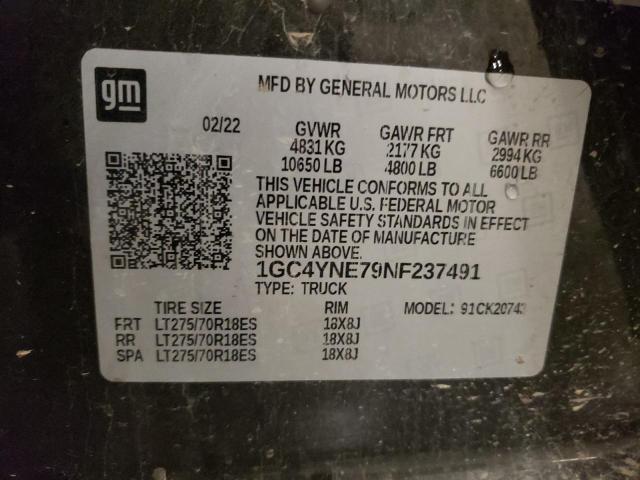 gm
MFD BY GENERAL MOTORS LLC
02/22 GVWR GAWR FRT GAWR RR
4831 KG 2177 KG 2994 KG
10650 LB 4800 LB 6600 LB
THIS VEHICLE CONFORMS TO ALL
APPLICABLE U.S. FEDERAL MOTOR
VEHICLE SAFETY STANDARDS IN EFFECT
ON THE DATE OF MANUFACTURE
SHOWN ABOVE.
1GC4YNE79NF237491
TYPE: TRUCK
TIRE SIZE RIM MODEL:
FRT LT275/70R18ES 18X8J
RR LT275/70R18ES 18X8J
SPA LT275/70R18ES 18X8J